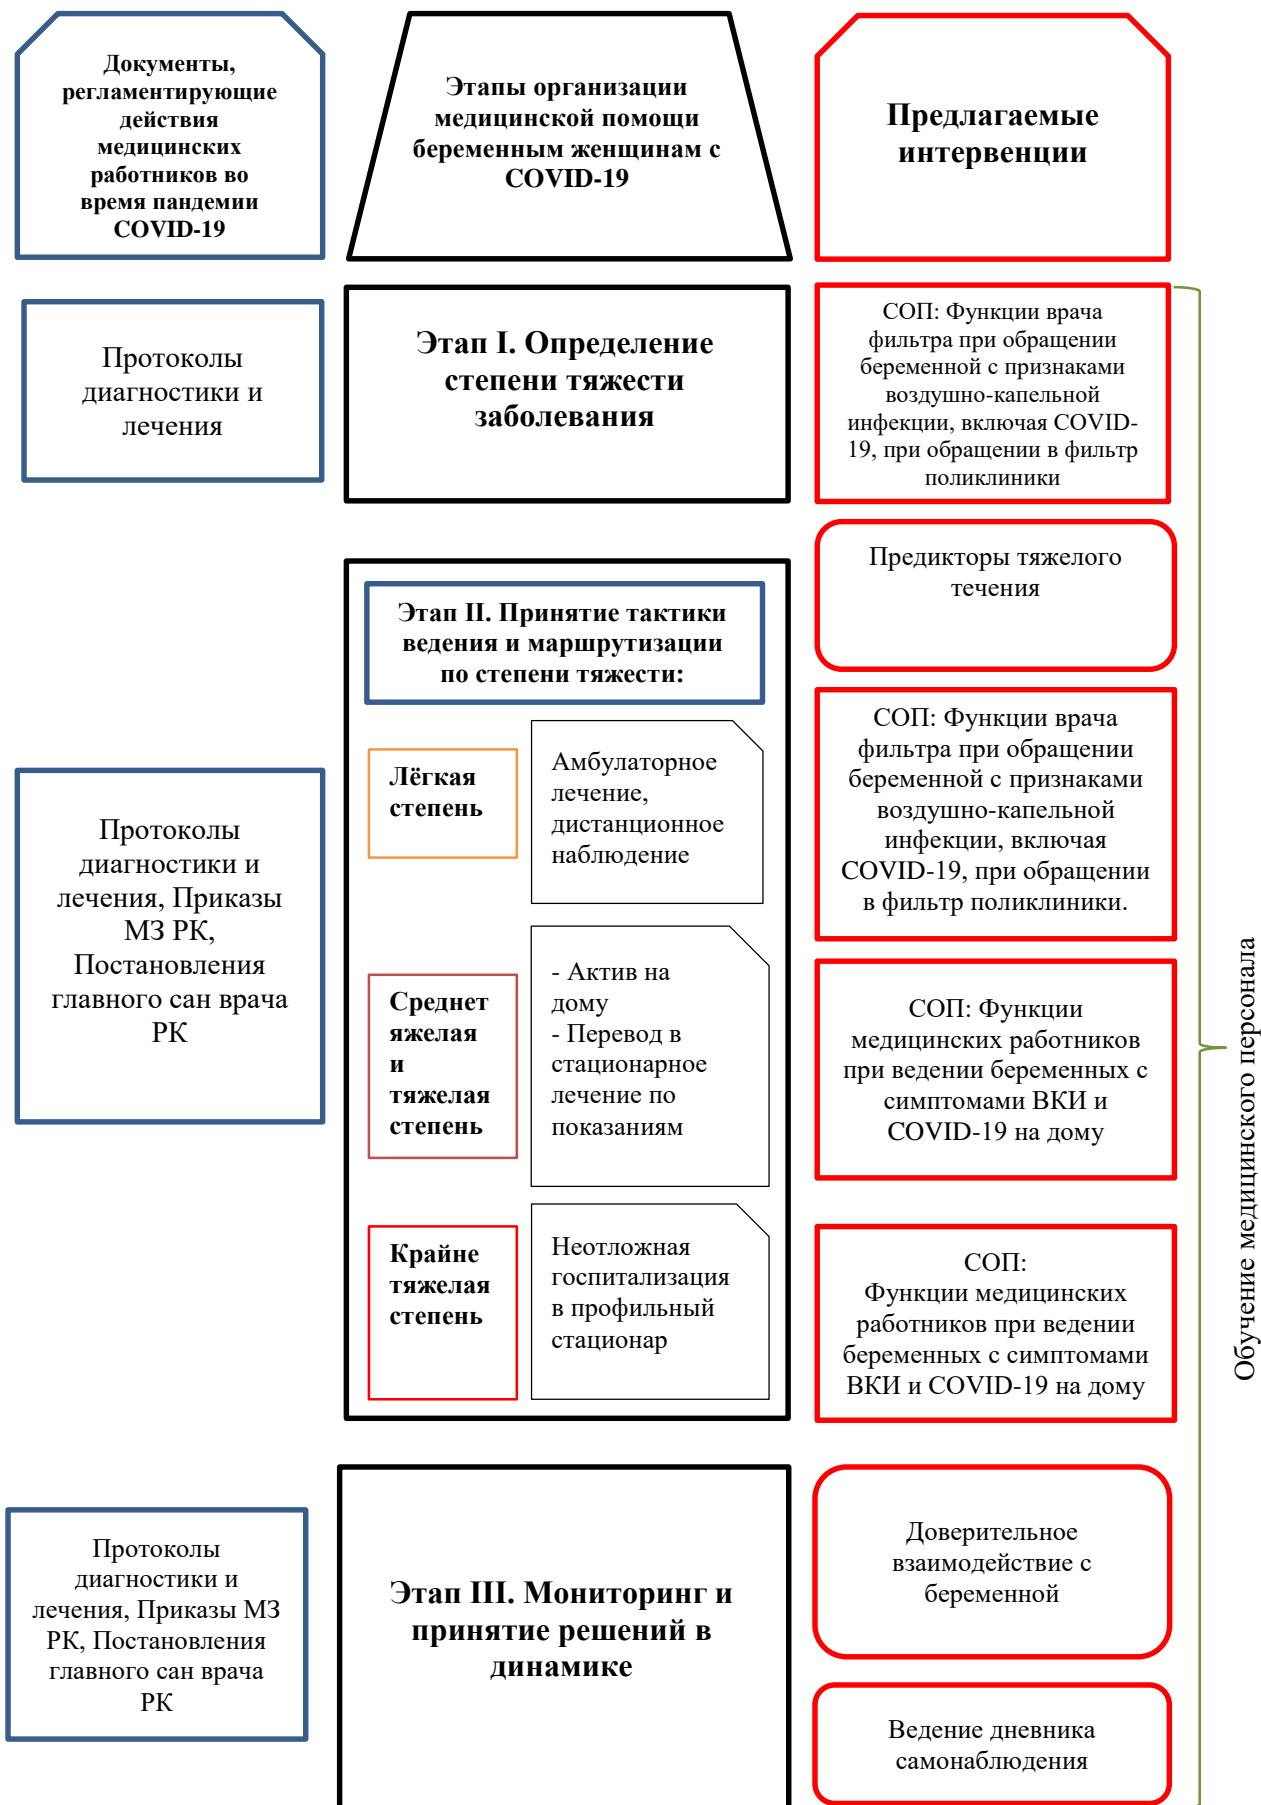 Документы,
регламентирующие
действия
медицинских
работников во
время пандемии
COVID-19
Этапы организации
медицинской помощи
беременным женщинам с
COVID-19
Предлагаемые
интервенции
Протоколы
диагностики и
лечения
Этап I. Определение
степени тяжести
заболевания
СОП: Функции врача
фильтра при обращении
беременной с признаками
воздушно-капельной
инфекции, включая COVID-
19, при обращении в фильтр
поликлиники
Предикторы тяжелого
течения
Протоколы
диагностики и
лечения, Приказы
МЗ РК,
Постановления
главного сан врача
РК
Этап II. Принятие тактики
ведения и маршрутизации
по степени тяжести:
Лёгкая
степень
Амбулаторное
лечение,
дистанционное
наблюдение
СОП: Функции врача
фильтра при обращении
беременной с признаками
воздушно-капельной
инфекции, включая
COVID-19, при обращении
в фильтр поликлиники.
Среднет
яжелая
и
тяжелая
степень
- Актив на
дому
- Перевод в
стационарное
лечение по
показаниям
СОП: Функции
медицинских работников
при ведении беременных с
симптомами ВКИ и
COVID-19 на дому
Крайне
тяжелая
степень
Неотложная
госпитализация
в профильный
стационар
СОП:
Функции медицинских
работников при ведении
беременных с симптомами
ВКИ и COVID-19 на дому
Протоколы
диагностики и
лечения, Приказы МЗ
РК, Постановления
главного сан врача
РК
Этап III. Мониторинг и
принятие решений в
динамике
Доверительное
взаимодействие с
беременной
Ведение дневника
самонаблюдения
Обучение медицинского персонала